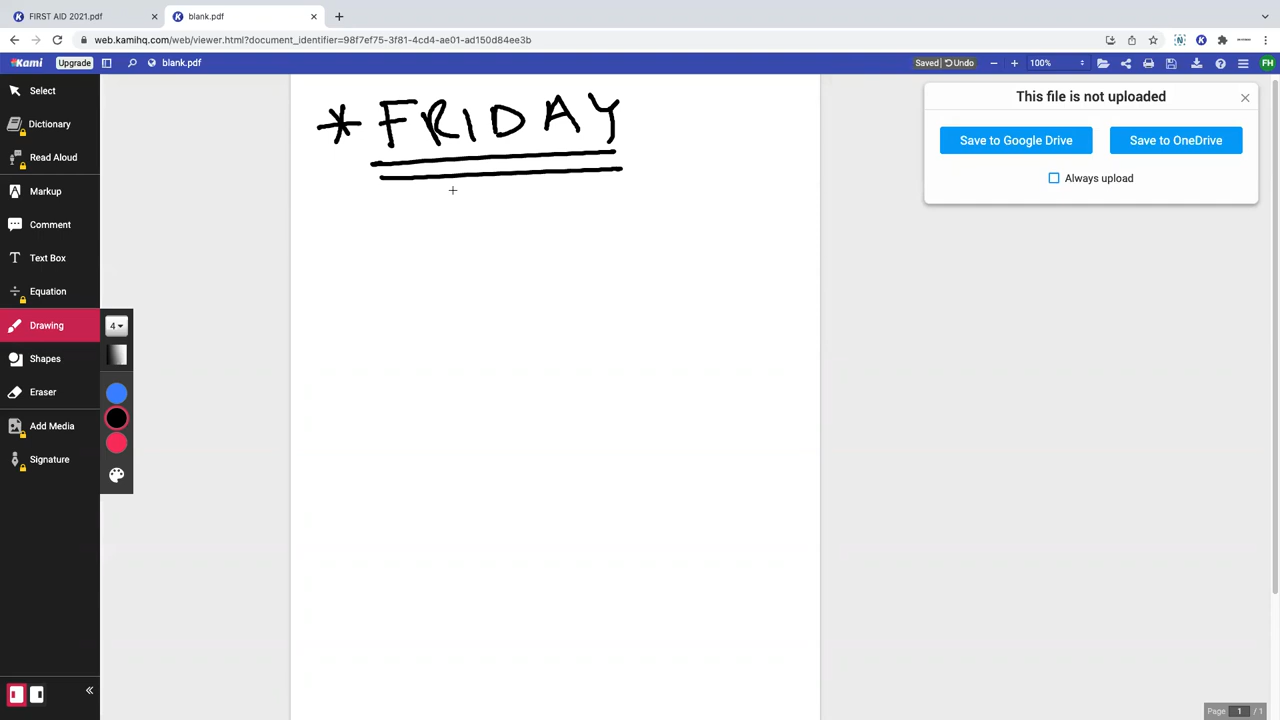 FIRST AID 2021.pdf
blank.pdf
web.kamihq.com/web/viewer.html?document_identifier=98f7ef75-3f81-4cd4-ae01-ad150d84ee3b
Kami Upgrade blank.pdf Saved Undo 100% FH
Select
Dictionary
Read Aloud
Markup
Comment
Text Box
Equation
Drawing
Shapes
Eraser
Add Media
Signature
4
* FRIDAY
This file is not uploaded
Save to Google Drive Save to OneDrive
Always upload
Page 1 / 1